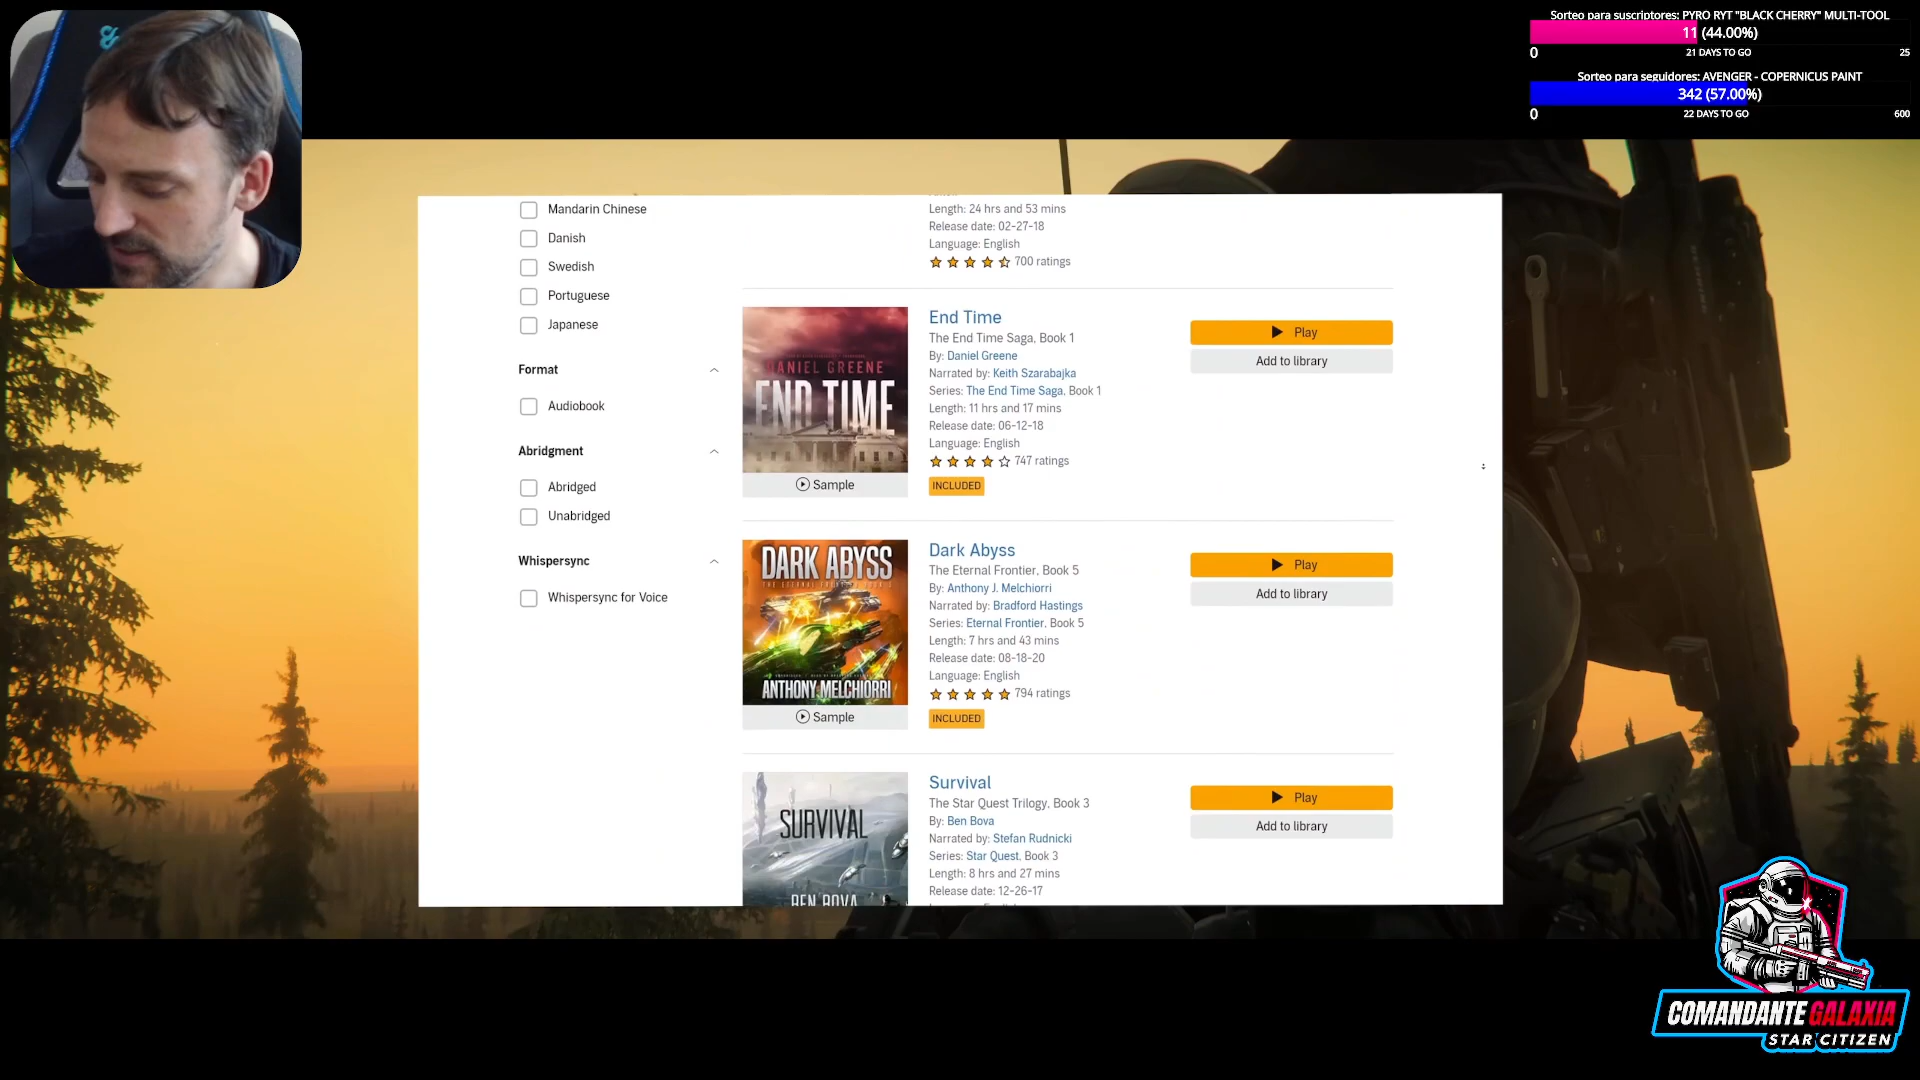 Sorteo para suscriptores: PYRO RYT "BLACK CHERRY" MULTI-TOOL
11 (44.00%)
0 21 DAYS TO GO 25
Sorteo para seguidores: AVENGER - COPERNICUS PAINT
342 (57.00%)
0 22 DAYS TO GO 600
Mandarin Chinese
Danish
Swedish
Portuguese
Japanese
Format
Audiobook
Abridgment
Abridged
Unabridged
Whispersync
Whispersync for Voice
Length: 24 hrs and 53 mins
Release date: 02-27-18
Language: English
700 ratings
DANIEL GREENE
END TIME
Sample
End Time
The End Time Saga, Book 1
By: Daniel Greene
Narrated by: Keith Szarabajka
Series: The End Time Saga, Book 1
Length: 11 hrs and 17 mins
Release date: 06-12-18
Language: English
747 ratings
INCLUDED
Play
Add to library
DARK ABYSS
THE ETERNAL FRONTIER, BOOK 5
ANTHONY MELCHIORRI
Sample
Dark Abyss
The Eternal Frontier, Book 5
By: Anthony J. Melchiorri
Narrated by: Bradford Hastings
Series: Eternal Frontier, Book 5
Length: 7 hrs and 43 mins
Release date: 08-18-20
Language: English
794 ratings
INCLUDED
Play
Add to library
SURVIVAL
BEN BOVA
Survival
The Star Quest Trilogy, Book 3
By: Ben Bova
Narrated by: Stefan Rudnicki
Series: Star Quest, Book 3
Length: 8 hrs and 27 mins
Release date: 12-26-17
Play
Add to library
COMANDANTE GALAXIA
STAR CITIZEN